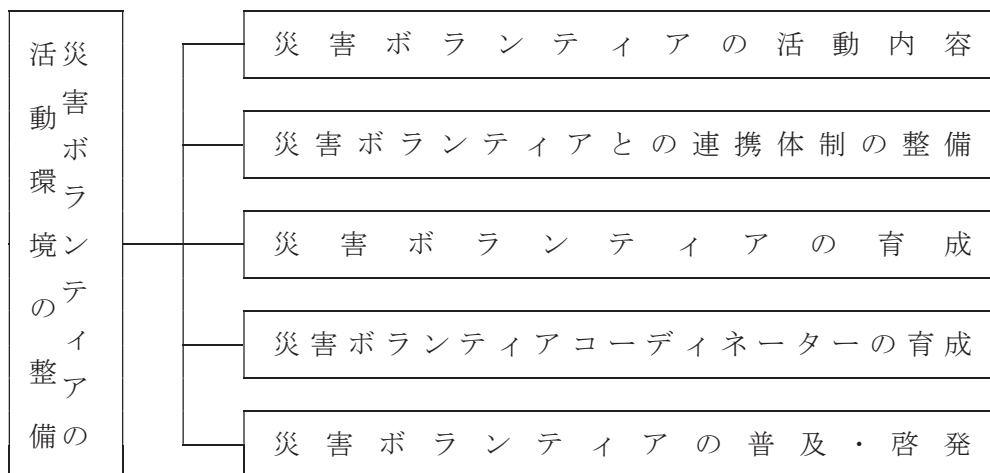 災害ボランティアの
活動環境の整備
災害ボランティアの活動内容
災害ボランティアとの連携体制の整備
災害ボランティアの育成
災害ボランティアコーディネーターの育成
災害ボランティアの普及・啓発